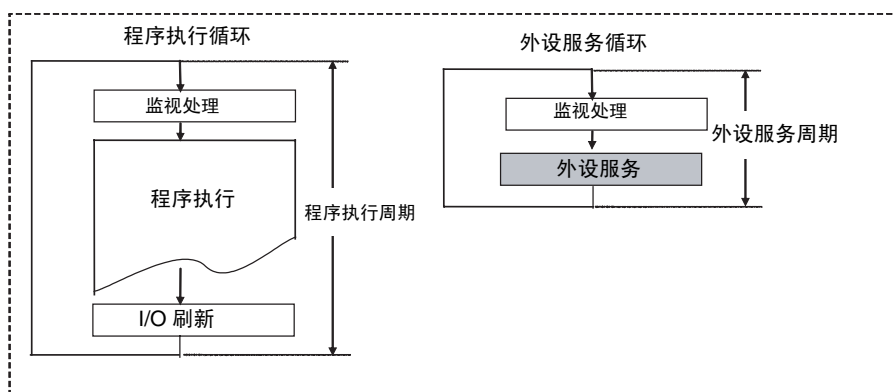 程序执行循环
监视处理
程序执行
程序执行周期
I/O 刷新
外设服务循环
监视处理
外设服务周期
外设服务